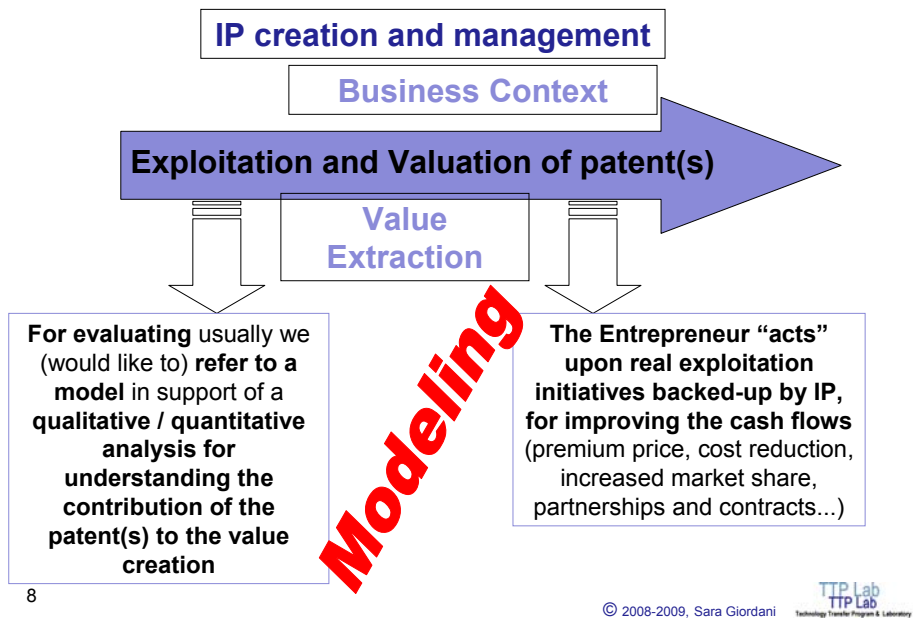 IP creation and management
Business Context
Exploitation and Valuation of patent(s)
Value
Extraction
For evaluating usually we
(would like to) refer to a
model in support of a
qualitative / quantitative
analysis for
understanding the
contribution of the
patent(s) to the value
creation
Modeling
The Entrepreneur “acts”
upon real exploitation
initiatives backed-up by IP,
for improving the cash flows
(premium price, cost reduction,
increased market share,
partnerships and contracts...)
8
© 2008-2009, Sara Giordani
TTP Lab
TTP Lab
Technology Transfer Program & Laboratory